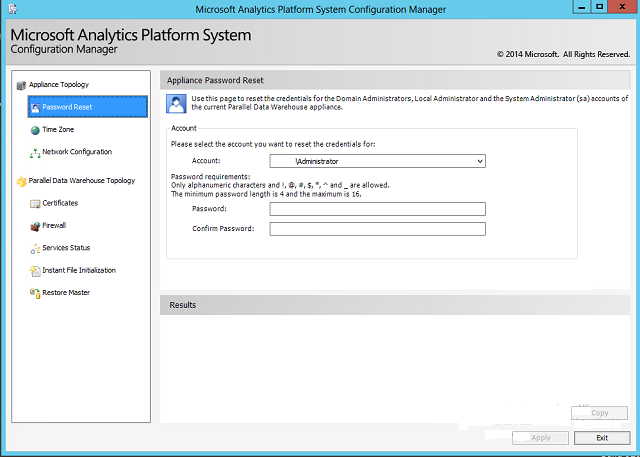 Microsoft Analytics Platform System Configuration Manager
Microsoft Analytics Platform System
Configuration Manager
© 2014 Microsoft. All Rights Reserved.
Appliance Topology
Password Reset
Time Zone
Network Configuration
Parallel Data Warehouse Topology
Certificates
Firewall
Services Status
Instant File Initialization
Restore Master
Appliance Password Reset
Use this page to reset the credentials for the Domain Administrators, Local Administrator and the System Administrator (sa) accounts of
the current Parallel Data Warehouse appliance.
Account
Please select the account you want to reset the credentials for:
Account: \Administrator
Password requirements:
Only alphanumeric characters and !, @, #, $, *, ^ and _ are allowed.
The minimum password length is 4 and the maximum is 16.
Password:
Confirm Password:
Results
Copy
Apply
Exit